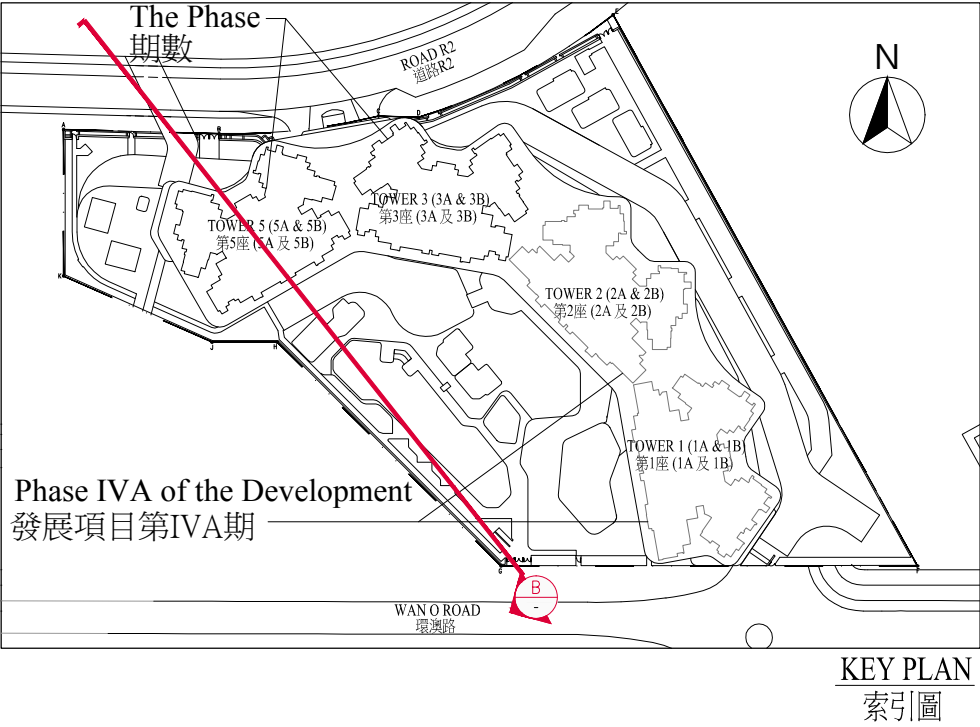 The Phase
期數
ROAD R2
道路R2
N
TOWER 3 (3A & 3B)
第3座 (3A 及 3B)
TOWER 5 (5A & 5B)
第5座 (5A 及 5B)
TOWER 2 (2A & 2B)
第2座 (2A 及 2B)
TOWER 1 (1A & 1B)
第1座 (1A 及 1B)
Phase IVA of the Development
發展項目第IVA期
B
-
WAN O ROAD
環澳路
KEY PLAN
索引圖
A
K
J
H
G